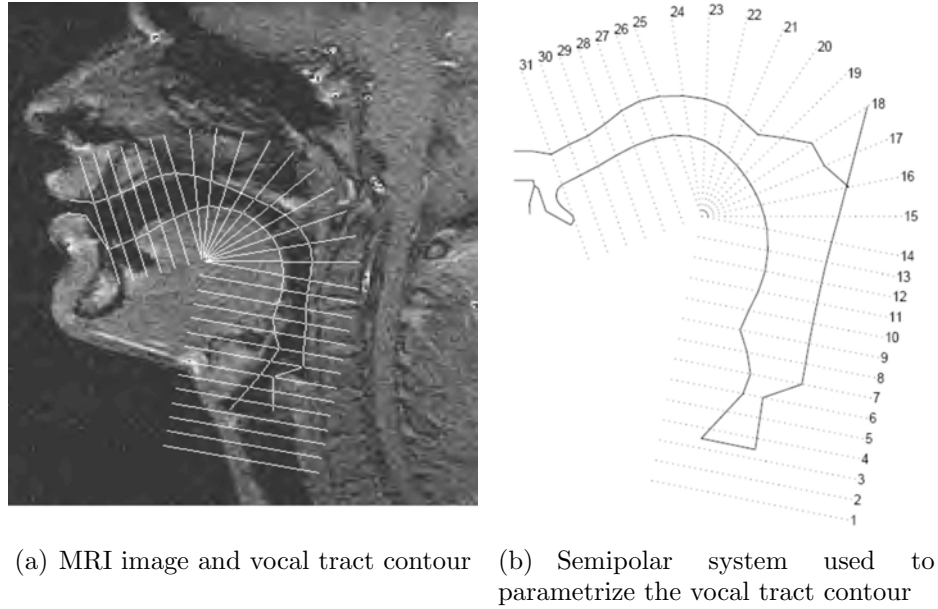 31 30 29 28 27 26 25 24 23 22 21 20 19 18 17 16 15 14 13 12 11 10 9 8 7 6 5 4 3 2 1
(a) MRI image and vocal tract contour
(b) Semipolar system used to
parametrize the vocal tract contour